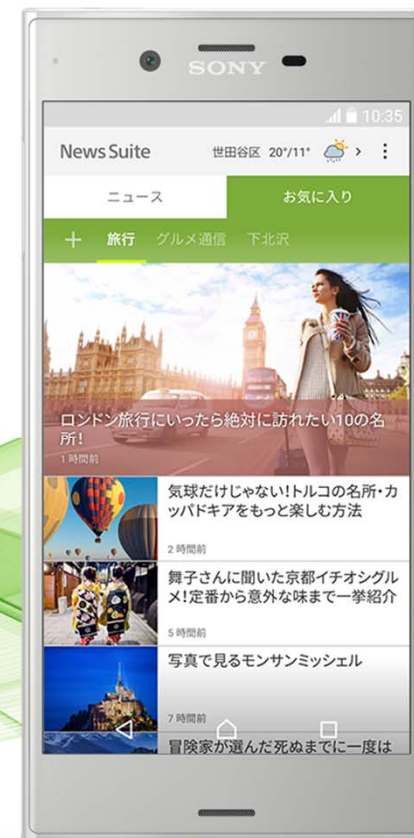 SONY
10:35
News Suite 世田谷区 20°/11°
ニュース お気に入り
旅行 グルメ通信 下北沢
ロンドン旅行にいったら絶対に訪れたい10の名
所!
1 時間前
気球だけじゃない!トルコの名所・カ
ッパドキアをもっと楽しむ方法
2 時間前
舞子さんに聞いた京都イチオシグル
メ!定番から意外な味まで一挙紹介
5 時間前
写真で見るモンサンミッシェル
7 時間前
冒険家が選んだ死ぬまでに一度は